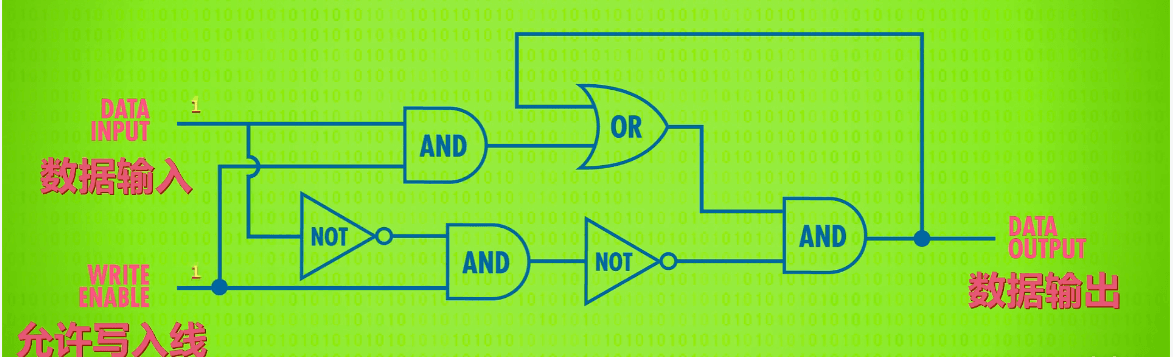 DATA
INPUT
1
数据输入
AND
OR
NOT
AND
NOT
AND
DATA
OUTPUT
数据输出
WRITE
ENABLE
1
允许写入线